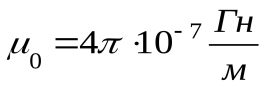 μ₀ = 4π · 10⁻⁷ Гн/м